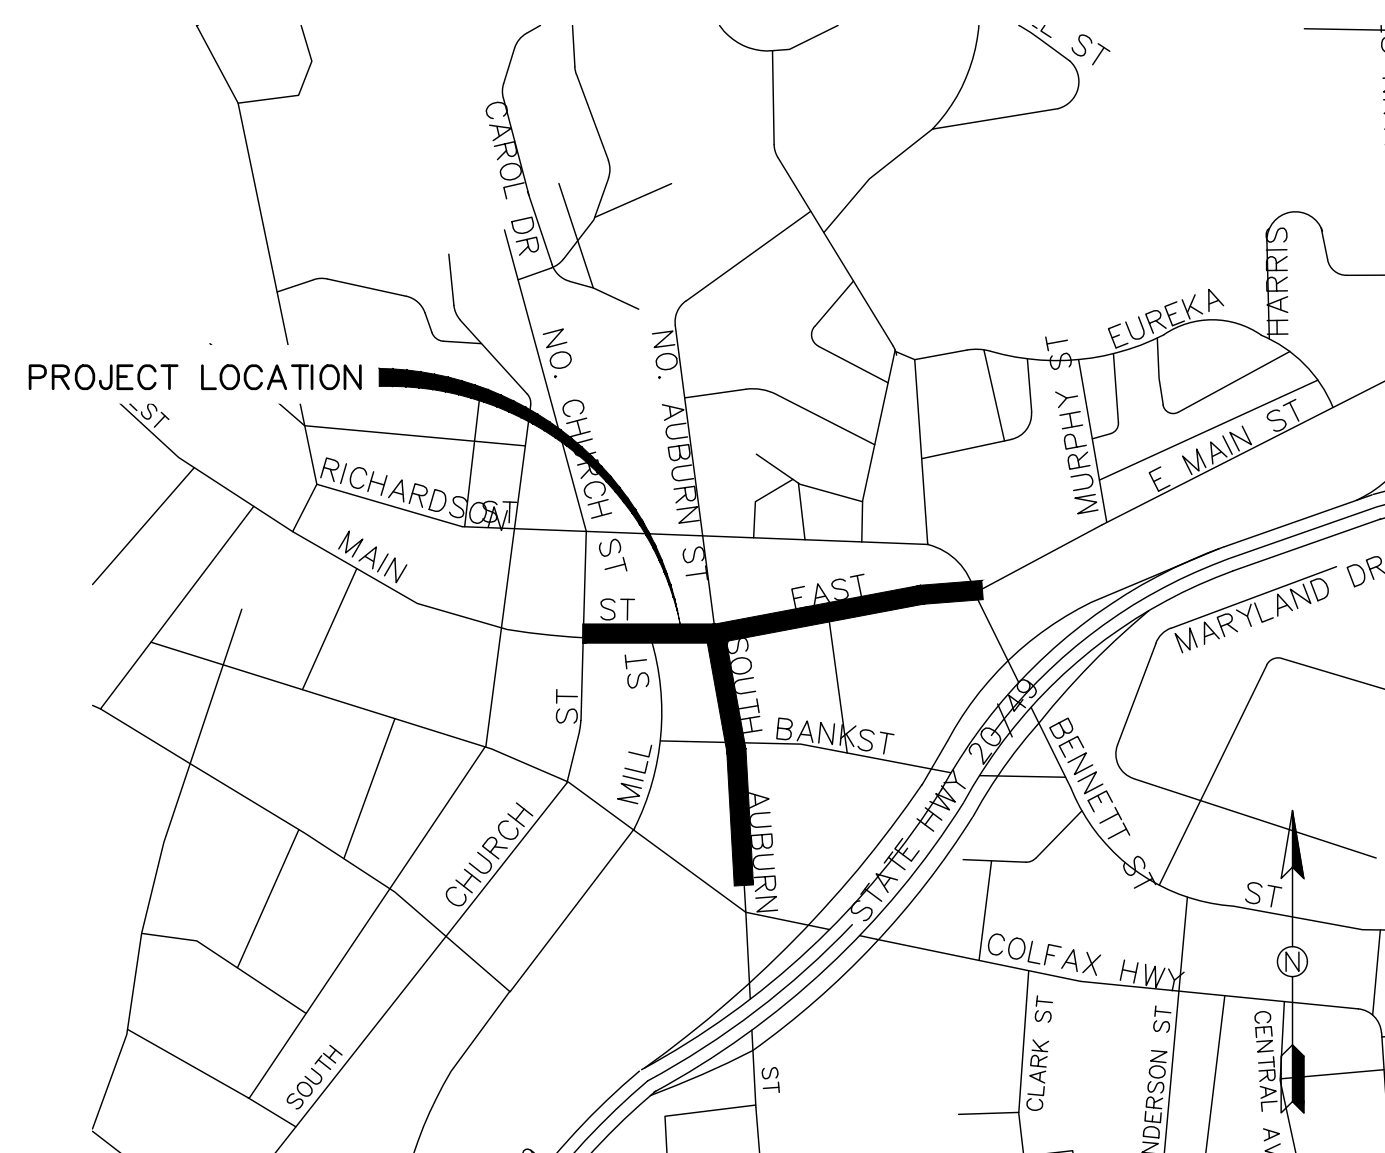 ST
CAROL DR
HARRIS
EUREKA
NO. CHURCH ST
NO. AUBURN ST
MURPHY ST
PROJECT LOCATION
ST
E MAIN ST
RICHARDSON
ST
MAIN
ST
EAST
MARYLAND DR
SOUTH
AUBURN
ST
ST
MILL
ST
BANK ST
STATE HWY 20/49
BENNETT ST
CHURCH
SOUTH
ST
COLFAX HWY
N
CLARK ST
NDERSON ST
CENTRAL AV